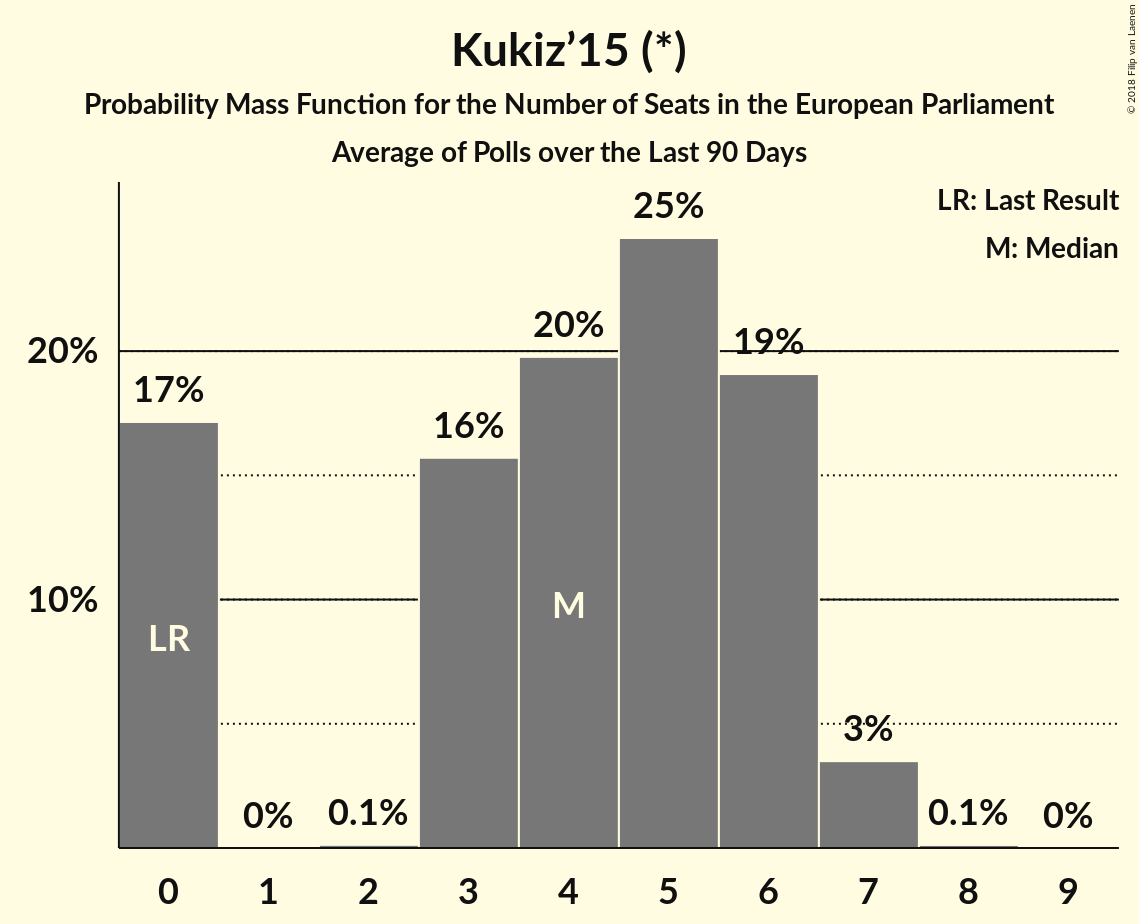 Kukiz’15 (*)
Probability Mass Function for the Number of Seats in the European Parliament
Average of Polls over the Last 90 Days
© 2018 Filip van Laenen
LR: Last Result
M: Median
25%
20%
19%
20%
17%
16%
10%
M
LR
3%
0%
0.1%
0.1%
0%
0 1 2 3 4 5 6 7 8 9